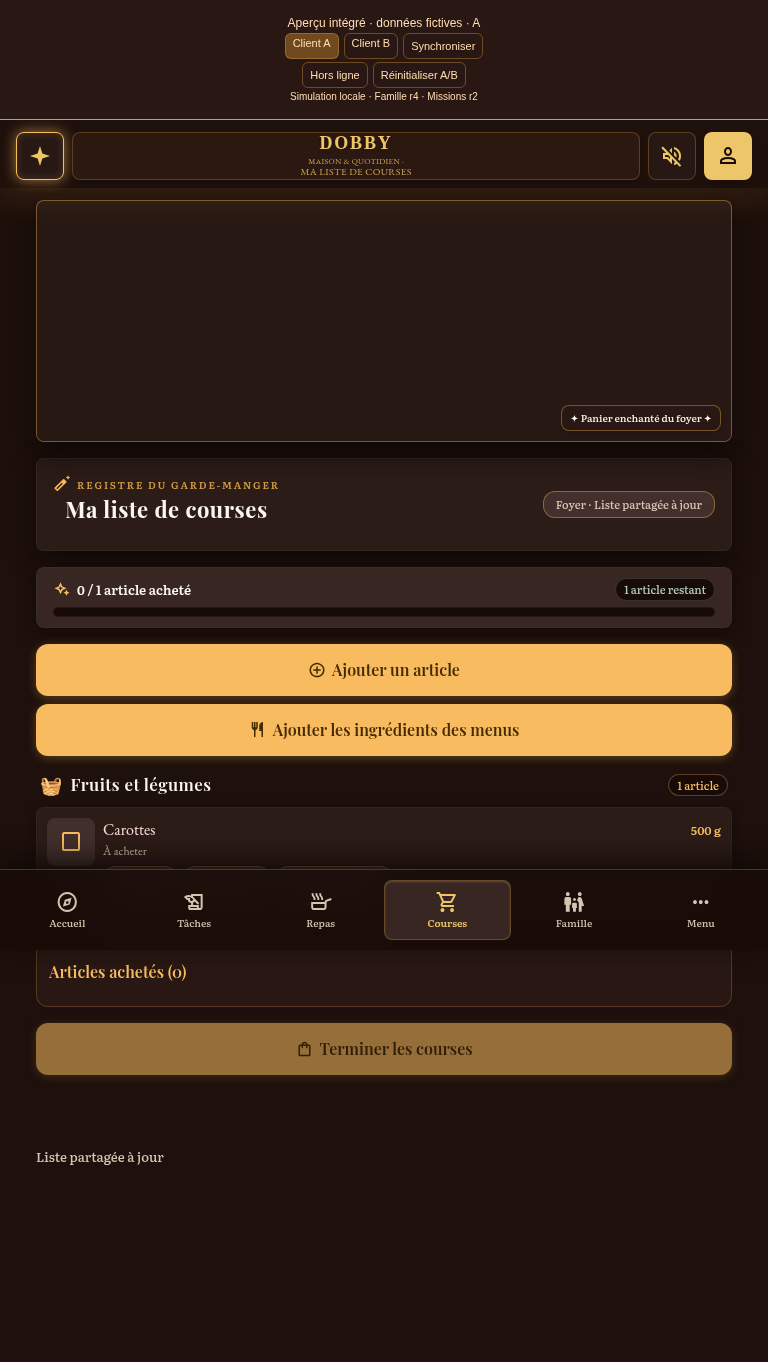 Aperçu intégré · données fictives · A
Client A
Client B
Synchroniser
Hors ligne
Réinitialiser A/B
Simulation locale · Famille r4 · Missions r2
DOBBY
MAISON & QUOTIDIEN ·
MA LISTE DE COURSES
✦ Panier enchanté du foyer ✦
REGISTRE DU GARDE-MANGER
Ma liste de courses
Foyer · Liste partagée à jour
0 / 1 article acheté
1 article restant
Ajouter un article
Ajouter les ingrédients des menus
Fruits et légumes
1 article
Carottes
500 g
À acheter
Accueil
Tâches
Repas
Courses
Famille
Menu
Articles achetés (0)
Terminer les courses
Liste partagée à jour